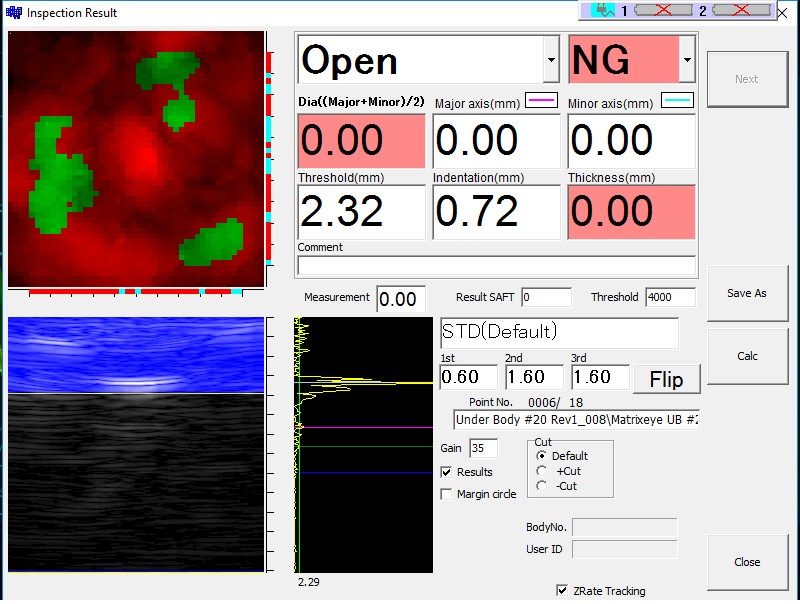 Inspection Result
1 2
Open NG
Next
Dia((Major+Minor)/2) Major axis(mm) Minor axis(mm)
0.00 0.00 0.00
Threshold(mm) Indentation(mm) Thickness(mm)
2.32 0.72 0.00
Comment
Measurement 0.00 Result SAFT 0 Threshold 4000
Save As
STD(Default)
Calc
1st 2nd 3rd
0.60 1.60 1.60 Flip
Point No. 0006/ 18
Under Body #20 Rev1_008\Matrixeye UB #2
Gain 35 Cut
Default
Results +Cut
Margin circle -Cut
BodyNo.
User ID
Close
2.29
ZRate Tracking